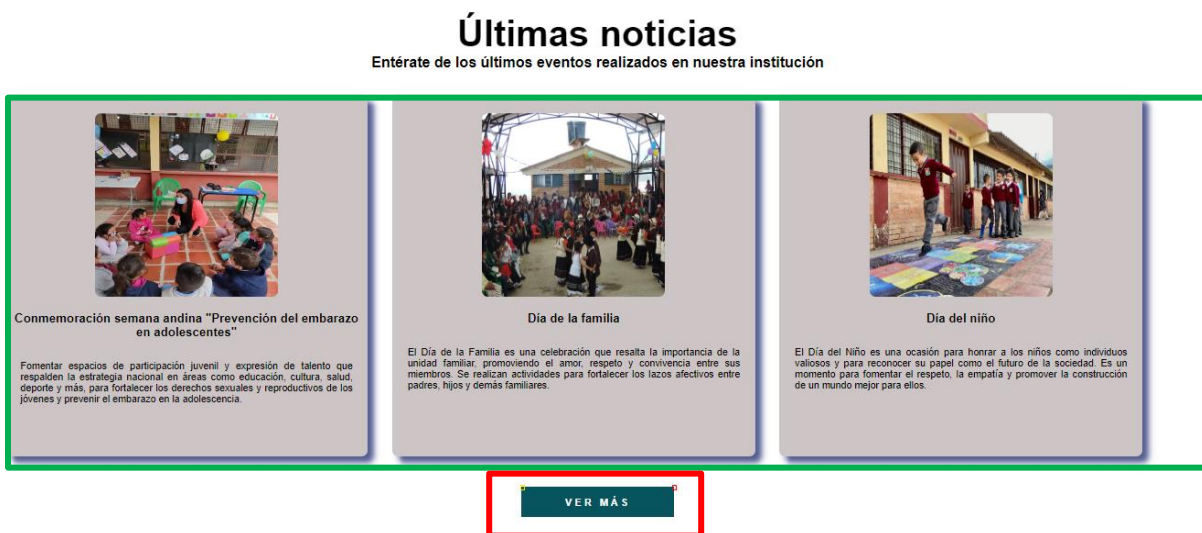 Últimas noticias
Entérate de los últimos eventos realizados en nuestra institución
Conmemoración semana andina "Prevención del embarazo
en adolescentes"
Fomentar espacios de participación juvenil y expresión de talento que
respalden la estrategia nacional en áreas como educación, cultura, salud,
deporte y más, para fortalecer los derechos sexuales y reproductivos de los
jóvenes y prevenir el embarazo en la adolescencia.
Día de la familia
El Día de la Familia es una celebración que resalta la importancia de la
unidad familiar, promoviendo el amor, respeto y convivencia entre sus
miembros. Se realizan actividades para fortalecer los lazos afectivos entre
padres, hijos y demás familiares.
Día del niño
El Día del Niño es una ocasión para honrar a los niños como individuos
valiosos y para reconocer su papel como el futuro de la sociedad. Es un
momento para fomentar el respeto, la empatía y promover la construcción
de un mundo mejor para ellos.
VER MÁS